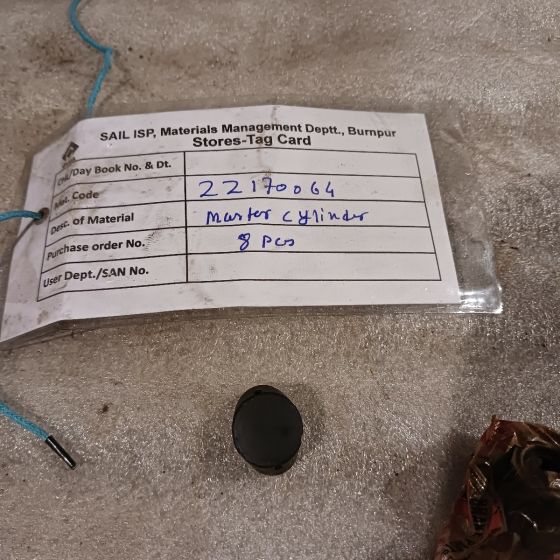 SAIL ISP, Materials Management Deptt., Burnpur
Stores-Tag Card
/Day Book No. & Dt.
Mat. Code 22170064
Desc. of Material Master cylinder
Purchase order No. 8 Pcs
User Dept./SAN No.